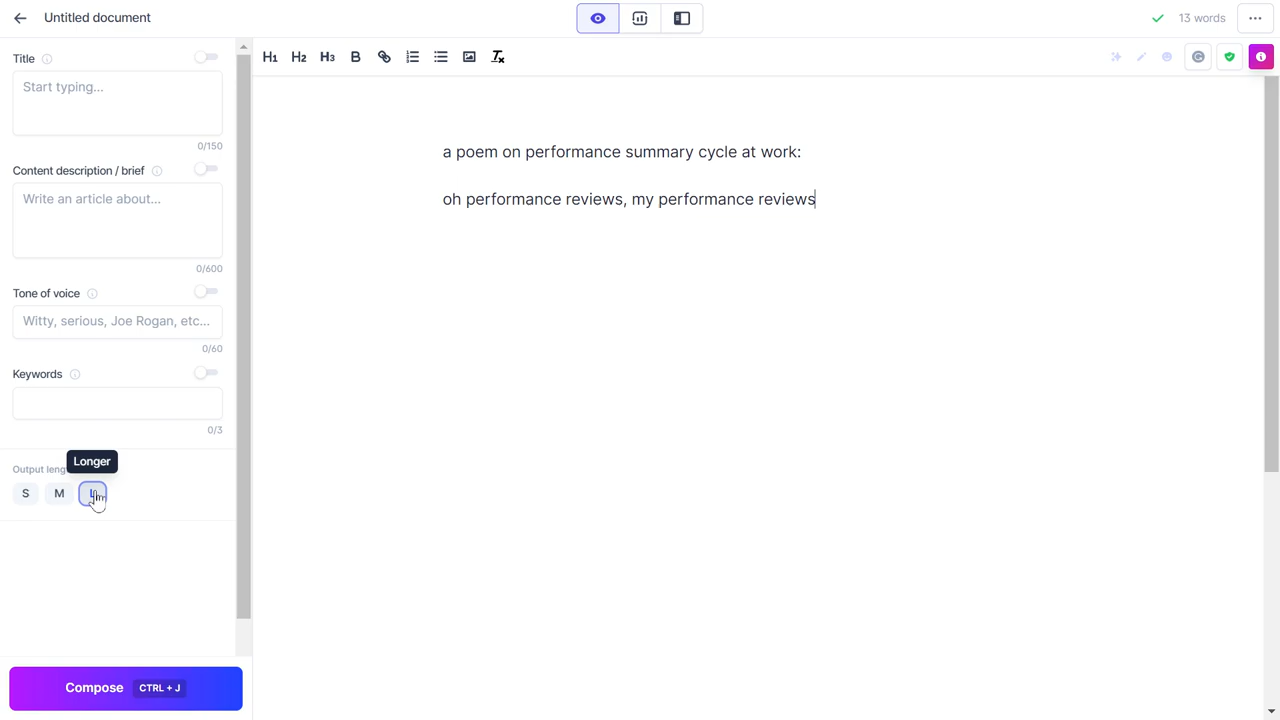 Untitled document
13 words
Title
Start typing...
0/150
Content description / brief
Write an article about...
0/600
Tone of voice
Witty, serious, Joe Rogan, etc...
0/60
Keywords
0/3
Longer
Output leng
S M L
Compose CTRL + J
H1 H2 H3 B
a poem on performance summary cycle at work:
oh performance reviews, my performance reviews